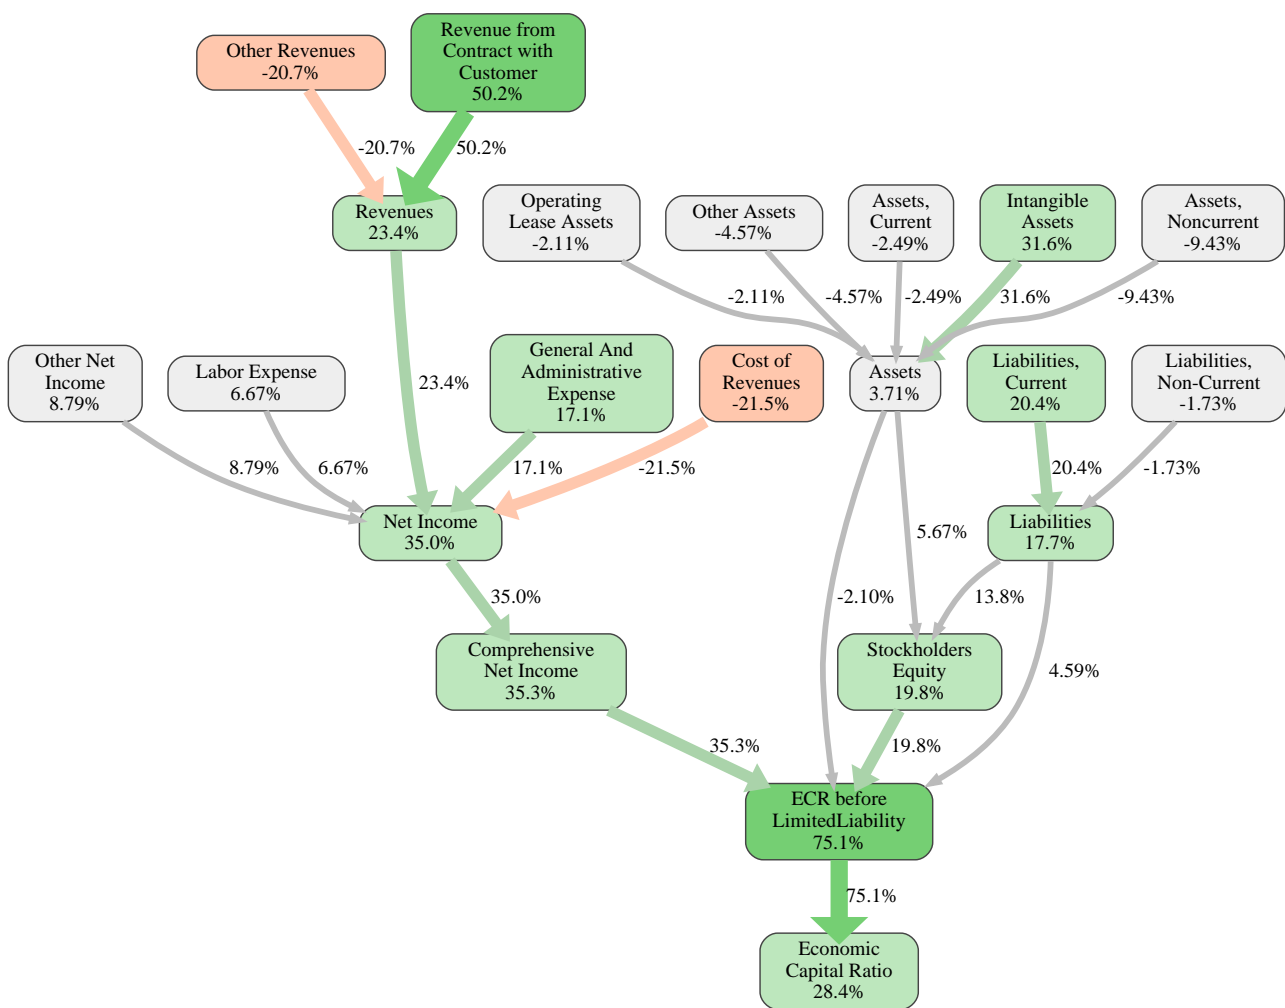 Revenue from
Contract with
Customer
50.2%
Other Revenues
-20.7%
-20.7%
50.2%
Revenues
23.4%
Operating
Lease Assets
-2.11%
Other Assets
-4.57%
Assets,
Current
-2.49%
Intangible
Assets
31.6%
Assets,
Noncurrent
-9.43%
-2.11%
-4.57%
-2.49%
31.6%
-9.43%
Other Net
Income
8.79%
Labor Expense
6.67%
23.4%
General And
Administrative
Expense
17.1%
Cost of
Revenues
-21.5%
Assets
3.71%
Liabilities,
Current
20.4%
Liabilities,
Non-Current
-1.73%
8.79%
6.67%
17.1%
-21.5%
20.4%
-1.73%
Net Income
35.0%
5.67%
Liabilities
17.7%
35.0%
-2.10%
13.8%
Comprehensive
Net Income
35.3%
Stockholders
Equity
19.8%
4.59%
35.3%
19.8%
ECR before
LimitedLiability
75.1%
75.1%
Economic
Capital Ratio
28.4%